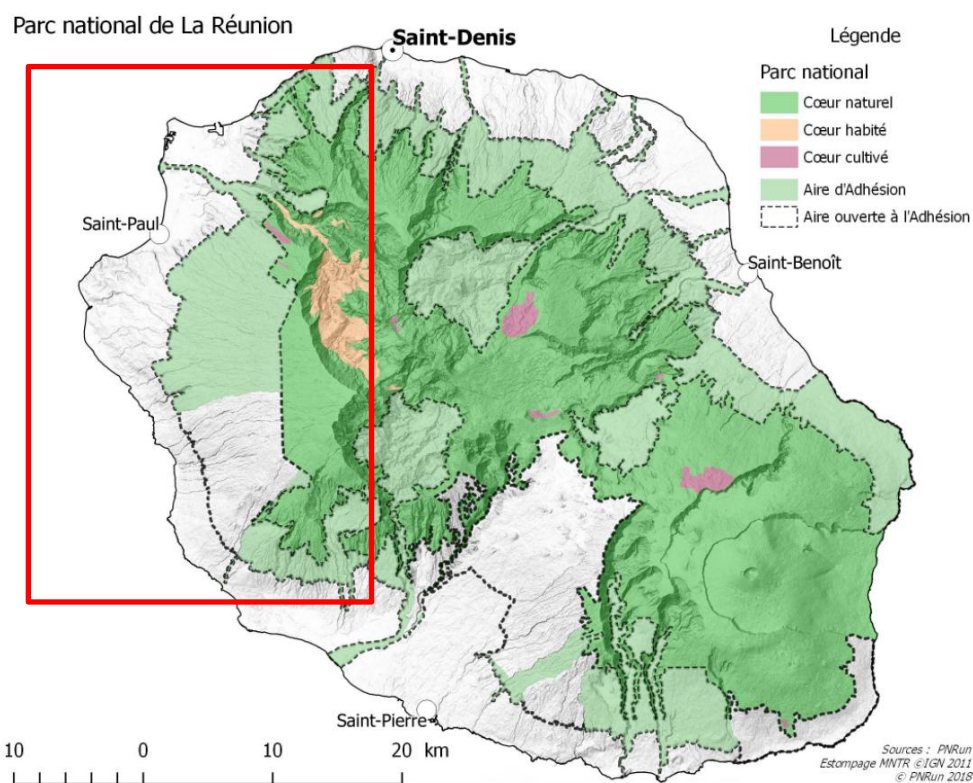 Parc national de La Réunion
Saint-Denis
Légende
Parc national
Cœur naturel
Cœur habité
Cœur cultivé
Aire d'Adhésion
Aire ouverte à l'Adhésion
Saint-Paul
Saint-Benoît
Saint-Pierre
10 0 10 20 km
Sources : PNRun
Estompage MNTR ©IGN 2011
© PNRun 2018